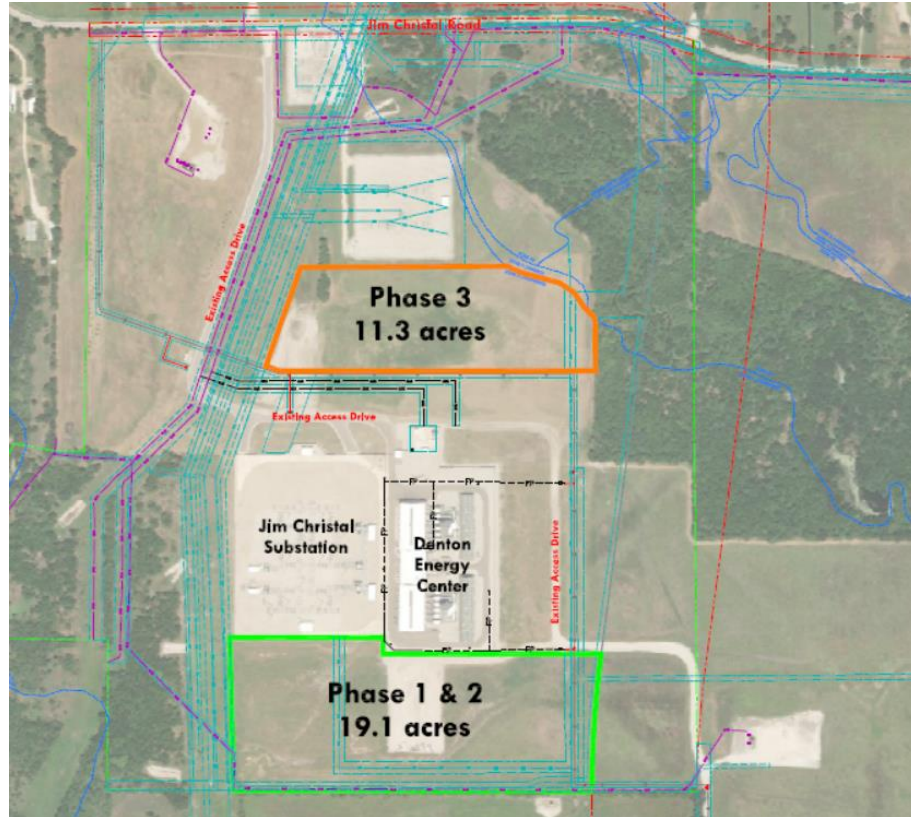 Jim Christal Road
Existing Access Drive
Phase 3
11.3 acres
Existing Access Drive
Jim Christal
Substation
Denton
Energy
Center
Existing Access Drive
Phase 1 & 2
19.1 acres